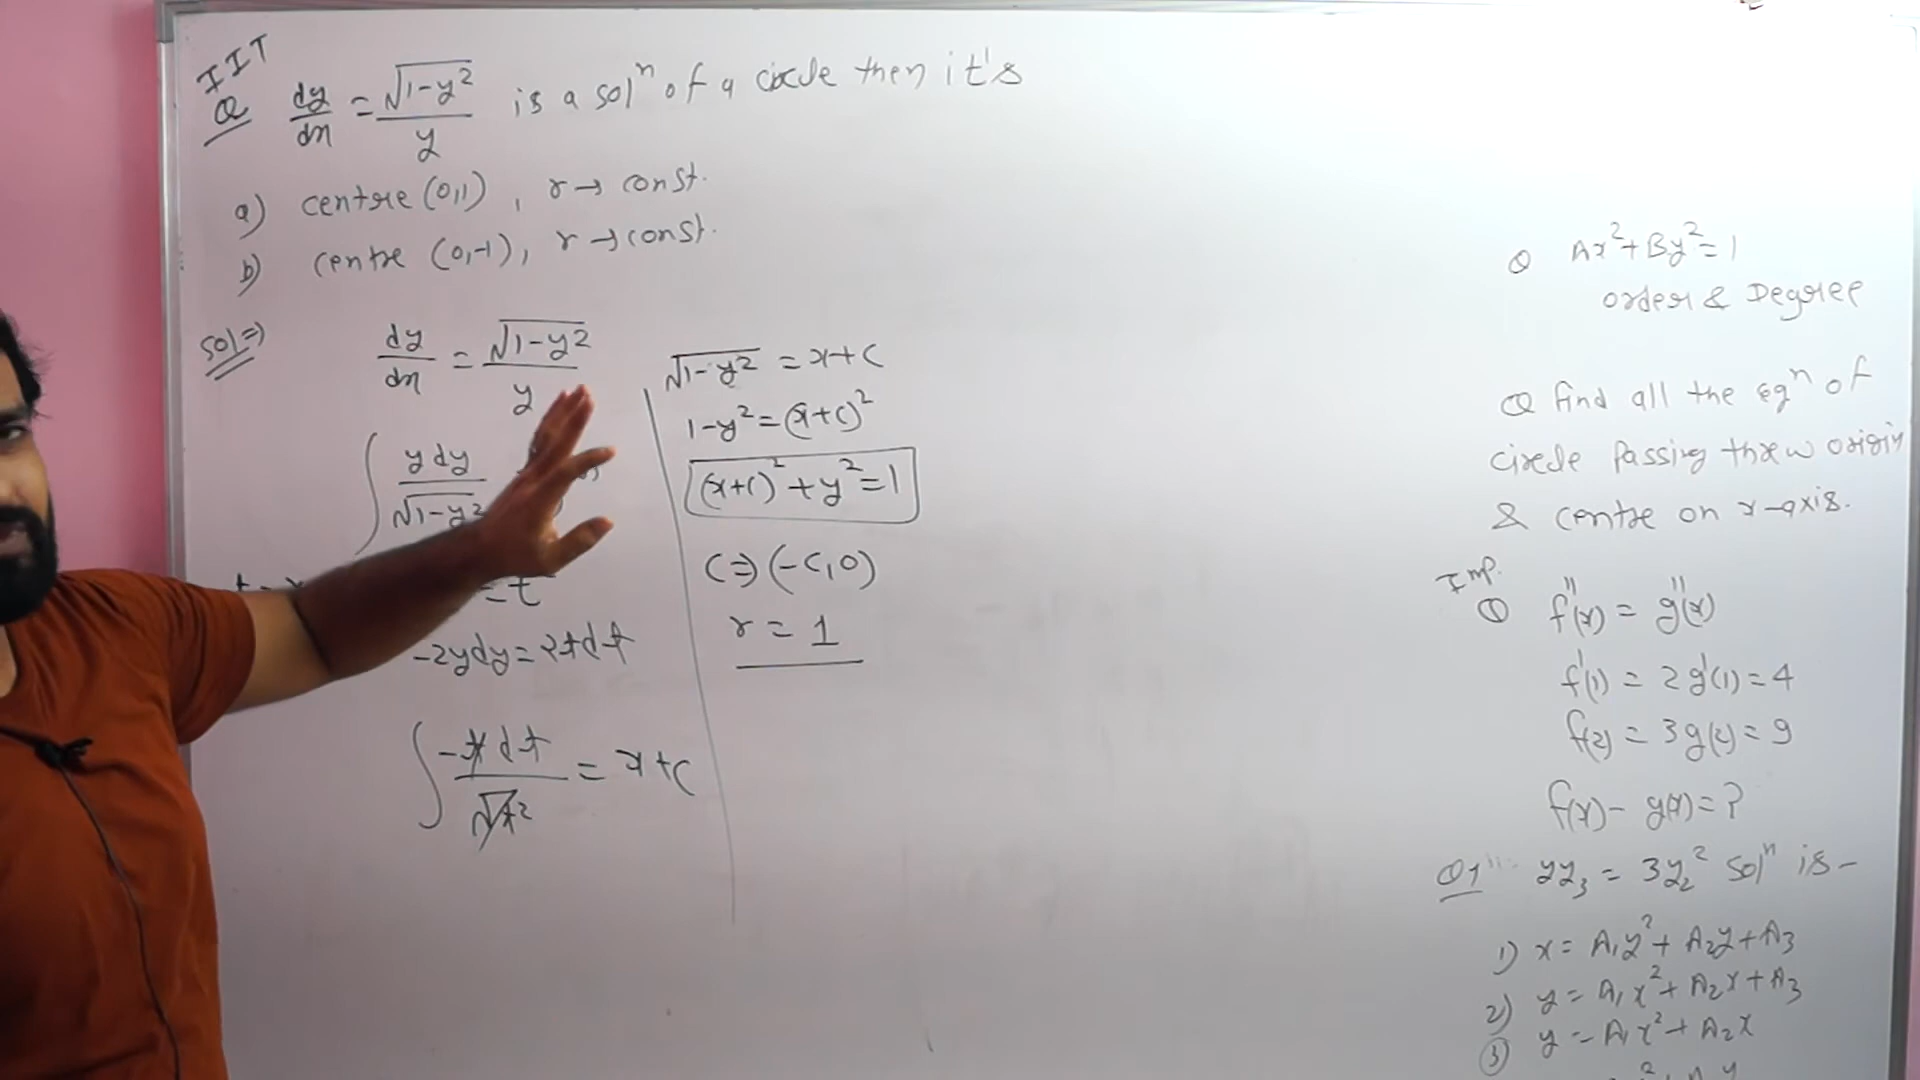 IIT
Q dy/dx = √1-y² / y is a solⁿ of a circle then it's
a) centre (0,1), r→ const.
b) centre (0,-1), r→const.
Sol⇒
dy/dx = √1-y² / y
∫ y dy / √1-y²
= t
-2ydy = 2tdt
∫ -t dt / √t² = x+c
√1-y² = x+c
1-y² = (x+c)²
(x+c)² + y² = 1
C⇒(-c,0)
r = 1
Q Ax²+By²=1
order & Degree
Q find all the eqⁿ of
circle Passing threw origin
& centre on x-axis.
Imp.
Q f''(x) = g''(x)
f'(1) = 2g'(1) = 4
f(2) = 3g(2) = 9
f(x) - g(x) = ?
Q1 yy₃ = 3y₂² solⁿ is -
1) x = A₁y² + A₂y + A₃
2) y = A₁x² + A₂x + A₃
3) y = A₁x² + A₂x